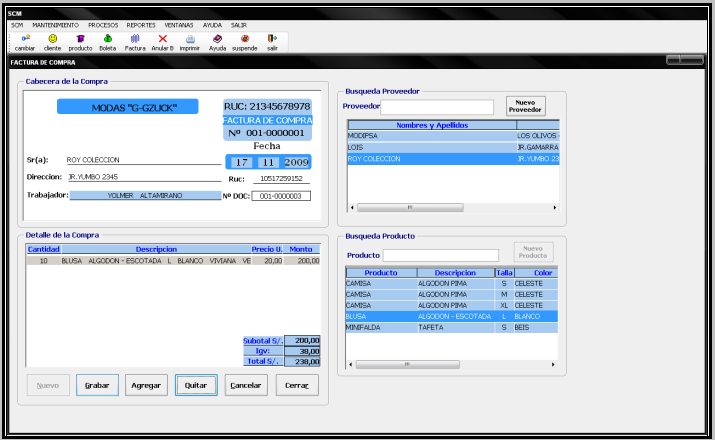 SCM
SCM MANTENIMIENTO PROCESOS REPORTES VENTANAS AYUDA SALIR
cambiar cliente producto Boleta Factura Anular B imprimir Ayuda suspende salir
FACTURA DE COMPRA
Cabecera de la Compra
MODAS "G-GZUCK"
RUC: 21345678978
FACTURA DE COMPRA
Nº 001-0000001
Fecha
17 11 2009
Sr(a): ROY COLECCION
Direccion: JR.YUMBO 2345
Ruc: 10517259152
Trabajador: YOLMER ALTAMIRANO
Nº DOC: 001-0000003
Busqueda Proveedor
Proveedor
Nuevo
Proveedor
Nombres y Apellidos
MODIPSA LOS OLIVOS -
LOIS JR.GAMARRA
ROY COLECCION JR.YUMBO 23
Detalle de la Compra
Cantidad Descripcion Precio U. Monto
10 BLUSA ALGODON - ESCOTADA L BLANCO VIVIANA VE 20,00 200,00
Subotal S/. 200,00
Igv: 38,00
Total S/. 238,00
Nuevo Grabar Agregar Quitar Cancelar Cerrar
Busqueda Producto
Producto
Nuevo
Producto
Producto Descripcion Talla Color
CAMISA ALGODON PIMA S CELESTE
CAMISA ALGODON PIMA M CELESTE
CAMISA ALGODON PIMA XL CELESTE
BLUSA ALGODON - ESCOTADA L BLANCO
MINIFALDA TAFETA S BEIS